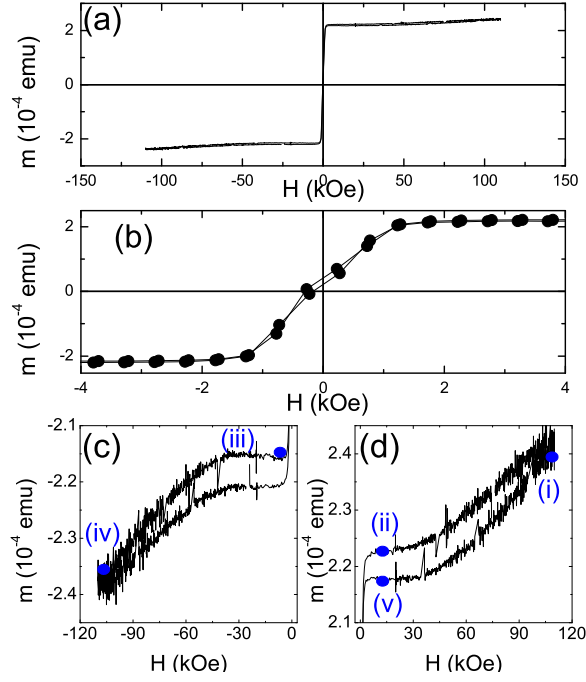 (a)
m (10⁻⁴ emu)
2
0
-2
-150
-100
-50
0
50
100
150
H (kOe)
(b)
m (10⁻⁴ emu)
2
0
-2
-4
-2
0
2
4
H (kOe)
(c)
m (10⁻⁴ emu)
-2.1
-2.2
-2.3
-2.4
(iii)
(iv)
-120
-90
-60
-30
0
H (kOe)
(d)
m (10⁻⁴ emu)
2.4
2.3
2.2
2.1
(i)
(ii)
(v)
0
30
60
90
120
H (kOe)